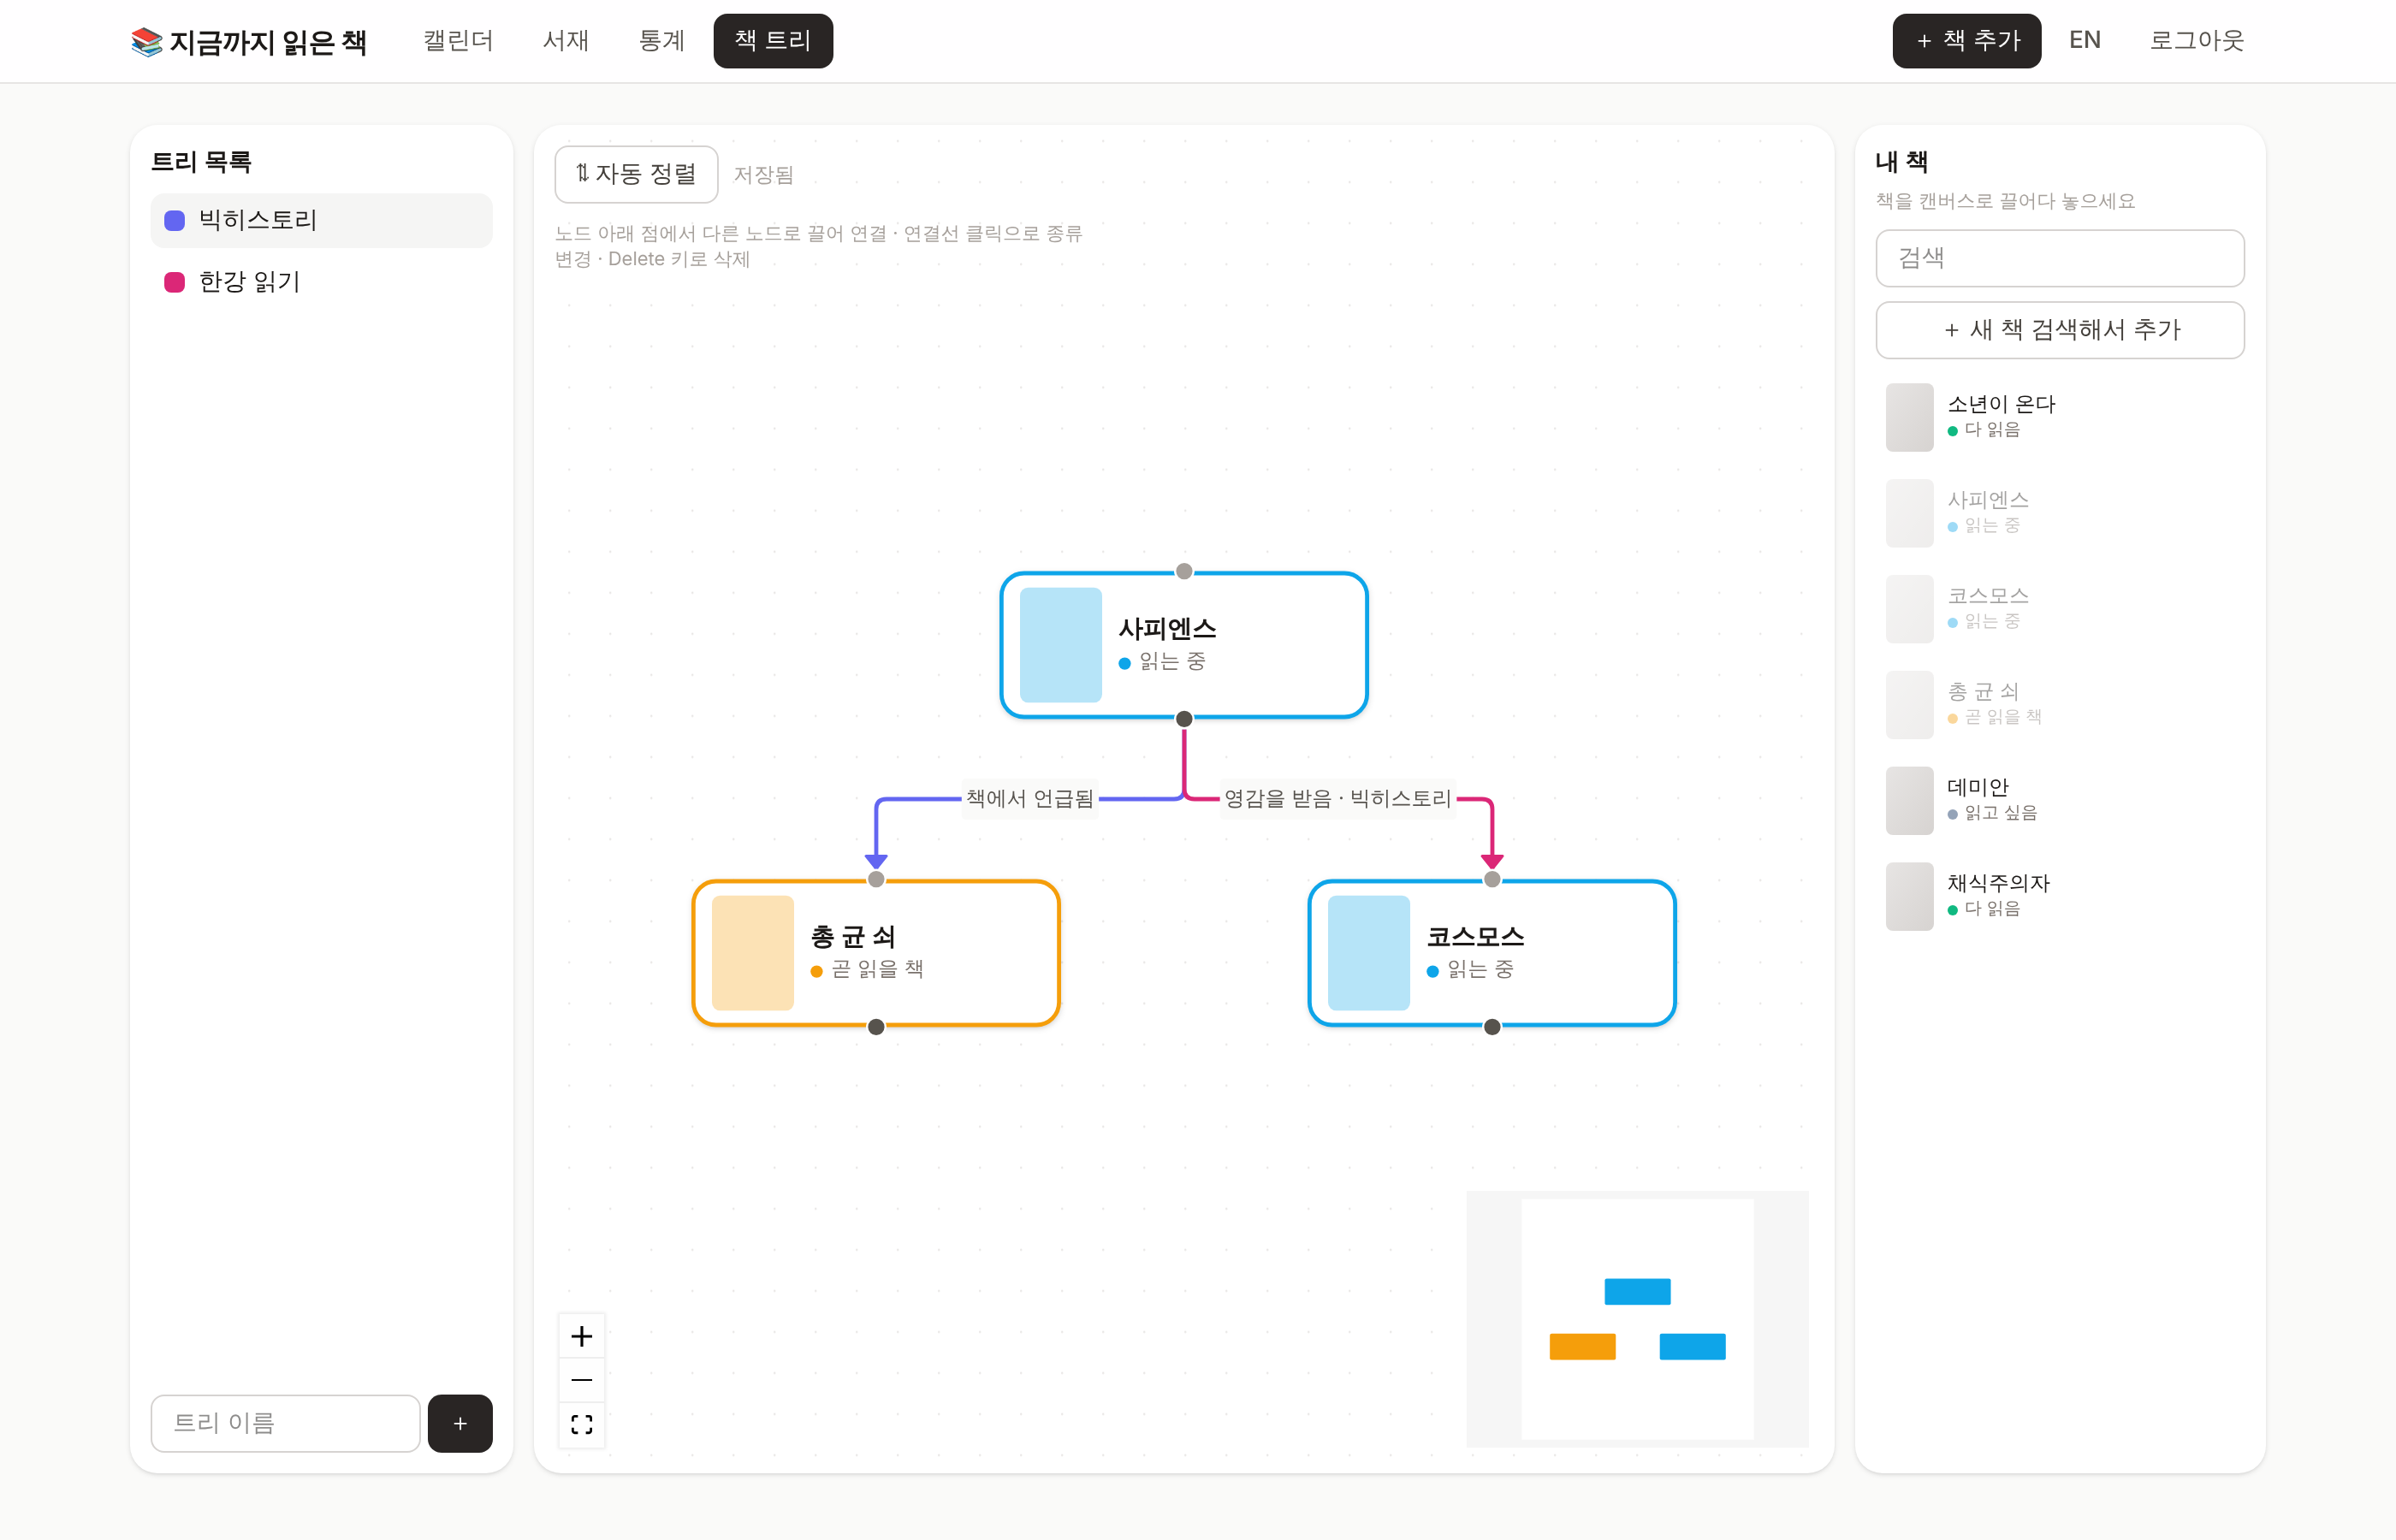 📚 지금까지 읽은 책
캘린더
서재
통계
책 트리
+ 책 추가
EN
로그아웃
트리 목록
빅히스토리
한강 읽기
트리 이름
+
⇅ 자동 정렬
저장됨
노드 아래 점에서 다른 노드로 끌어 연결 · 연결선 클릭으로 종류
변경 · Delete 키로 삭제
사피엔스
읽는 중
책에서 언급됨
영감을 받음 · 빅히스토리
총 균 쇠
곧 읽을 책
코스모스
읽는 중
내 책
책을 캔버스로 끌어다 놓으세요
검색
+ 새 책 검색해서 추가
소년이 온다
다 읽음
사피엔스
읽는 중
코스모스
읽는 중
총 균 쇠
곧 읽을 책
데미안
읽고 싶음
채식주의자
다 읽음